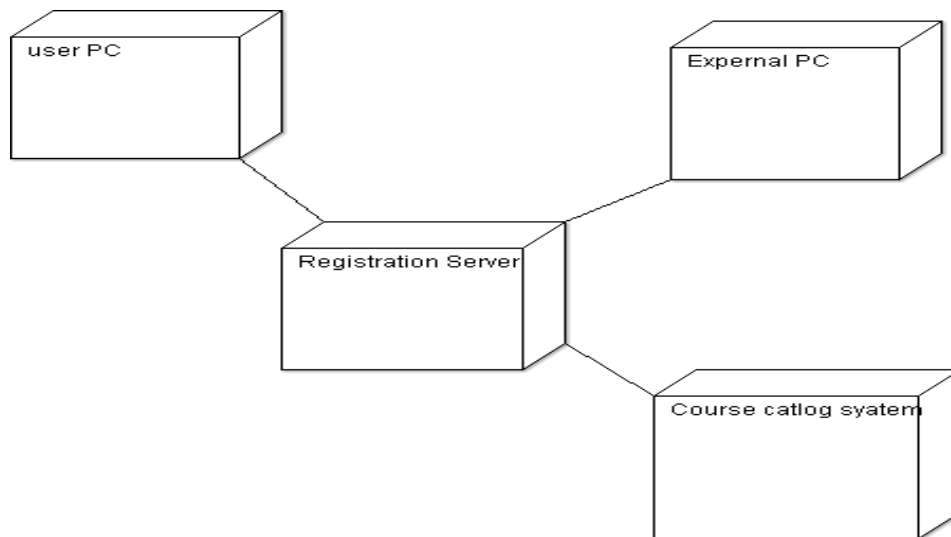 user PC
Expernal PC
Registration Server
Course catlog syatem